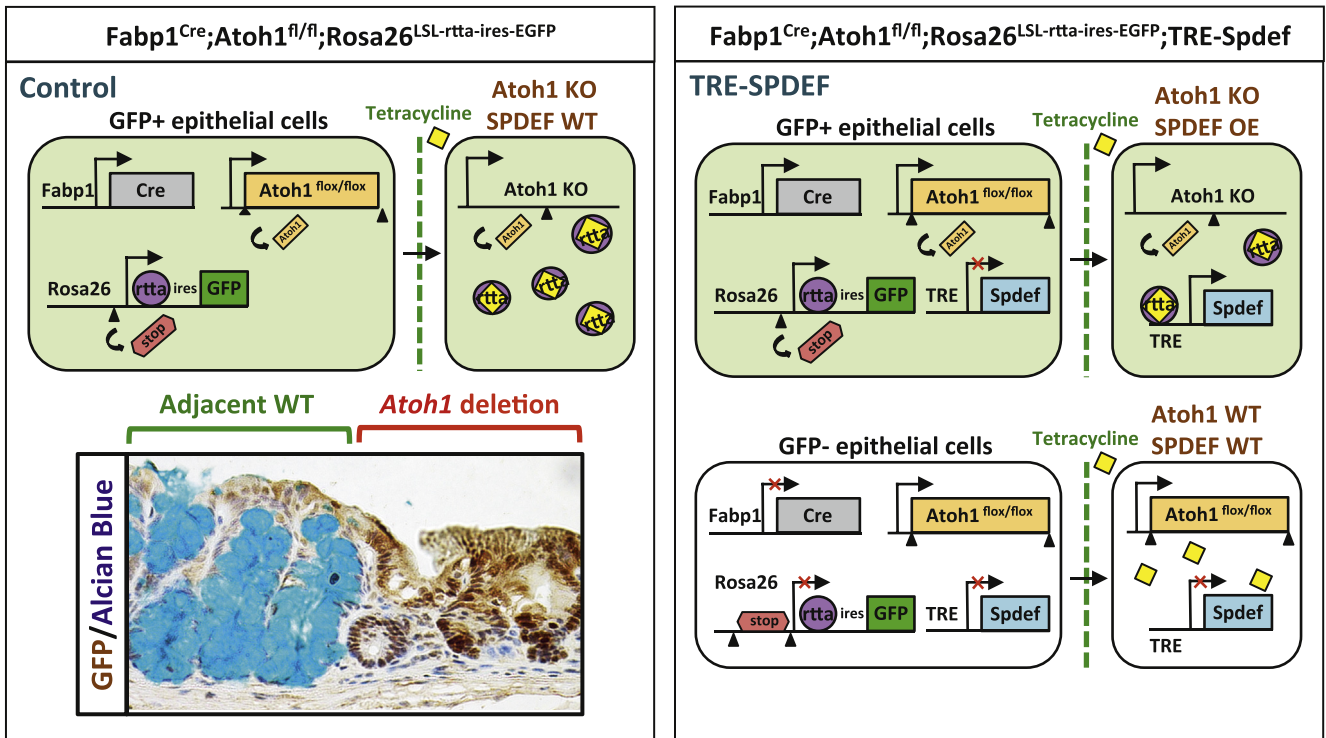 Fabp1Cre;Atoh1fl/fl;Rosa26LSL-rtta-ires-EGFP
Control
GFP+ epithelial cells
Tetracycline
Atoh1 KO
SPDEF WT
Fabp1
Cre
Atoh1 flox/flox
Atoh1
Rosa26
rtta
ires
GFP
stop
Atoh1 KO
Atoh1
rtta
rtta
rtta
rtta
Adjacent WT
Atoh1 deletion
GFP/Alcian Blue
Fabp1Cre;Atoh1fl/fl;Rosa26LSL-rtta-ires-EGFP;TRE-Spdef
TRE-SPDEF
GFP+ epithelial cells
Tetracycline
Atoh1 KO
SPDEF OE
Fabp1
Cre
Atoh1 flox/flox
Atoh1
Rosa26
rtta
ires
GFP
stop
TRE
Spdef
Atoh1 KO
Atoh1
rtta
rtta
Spdef
TRE
GFP- epithelial cells
Tetracycline
Atoh1 WT
SPDEF WT
Fabp1
Cre
Atoh1 flox/flox
Rosa26
stop
rtta
ires
GFP
TRE
Spdef
Atoh1 flox/flox
Spdef
TRE